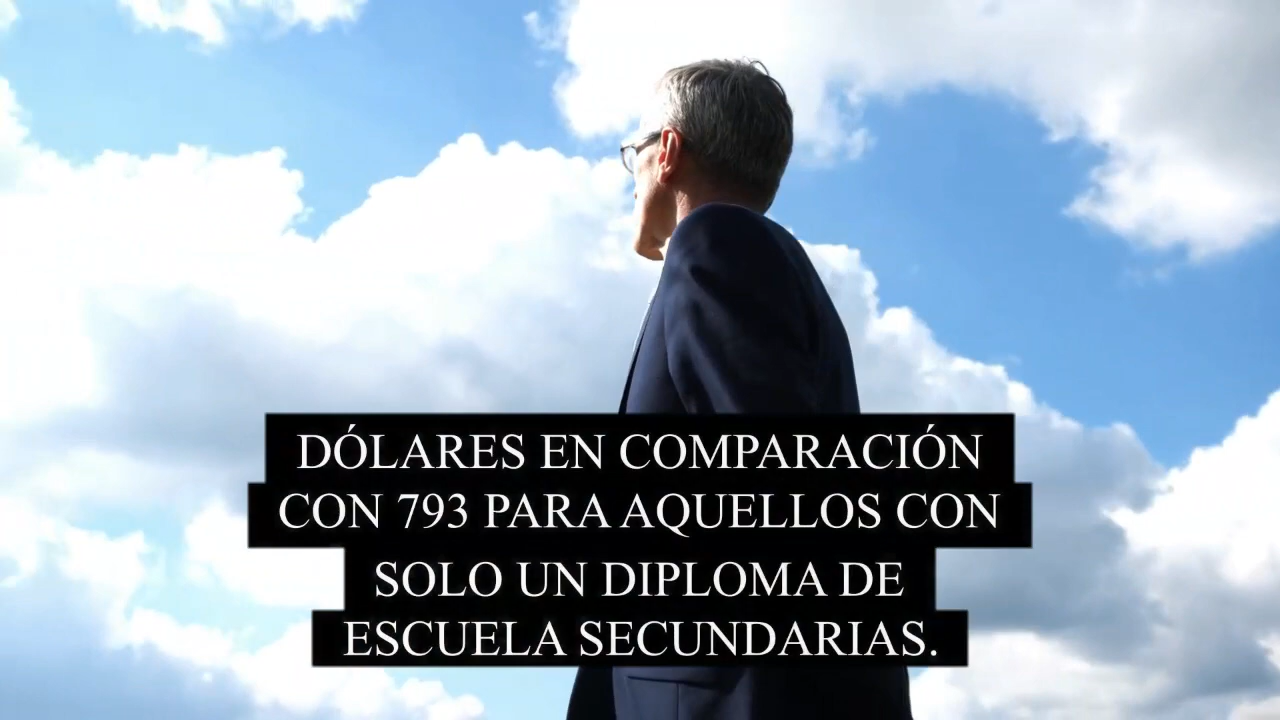 DÓLARES EN COMPARACIÓN
CON 793 PARA AQUELLOS CON
SOLO UN DIPLOMA DE
ESCUELA SECUNDARIAS.